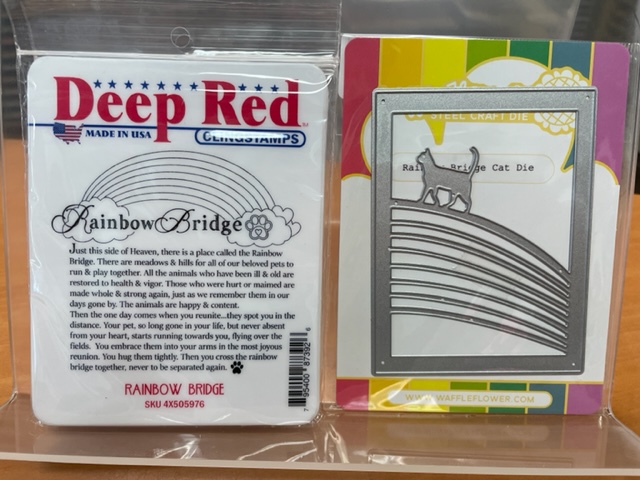 Deep Red
MADE IN USA
CLINGSTAMPS
Rainbow Bridge
Just this side of Heaven, there is a place called the Rainbow
Bridge. There are meadows & hills for all of our beloved pets to
run & play together. All the animals who have been ill & old are
restored to health & vigor. Those who were hurt or maimed are
made whole & strong again, just as we remember them in our
days gone by. The animals are happy & content.
Then the one day comes when you reunite...they spot you in the
distance. Your pet, so long gone in your life, but never absent
from your heart, starts running towards you, flying over the
fields. You embrace them into your arms in the most joyous
reunion. You hug them tightly. Then you cross the rainbow
bridge together, never to be separated again.
RAINBOW BRIDGE
SKU 4X505976
STEEL CRAFT DIE
Bridge Cat Die
WWW.WAFFLEFLOWER.COM